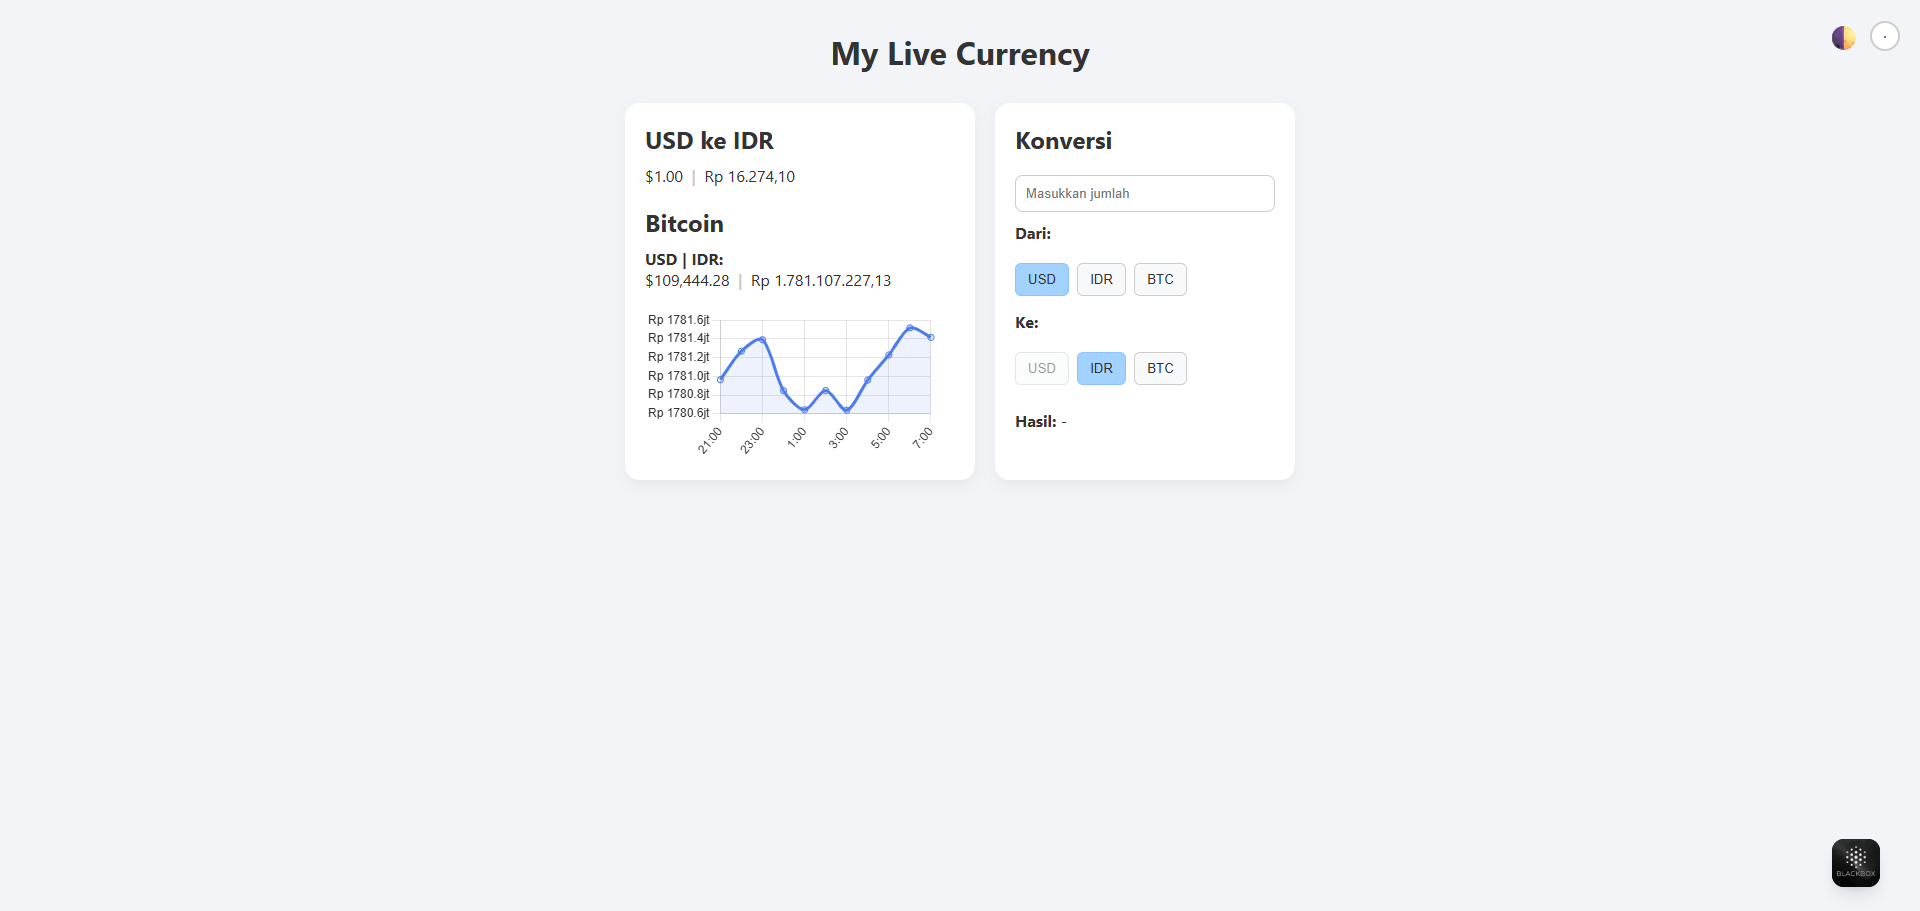 My Live Currency
USD ke IDR
$1.00 | Rp 16.274,10
Bitcoin
USD | IDR:
$109,444.28 | Rp 1.781.107.227,13
Rp 1781.6jt
Rp 1781.4jt
Rp 1781.2jt
Rp 1781.0jt
Rp 1780.8jt
Rp 1780.6jt
21:00 23:00 1:00 3:00 5:00 7:00
Konversi
Masukkan jumlah
Dari:
USD IDR BTC
Ke:
USD IDR BTC
Hasil: -
BLACKBOX